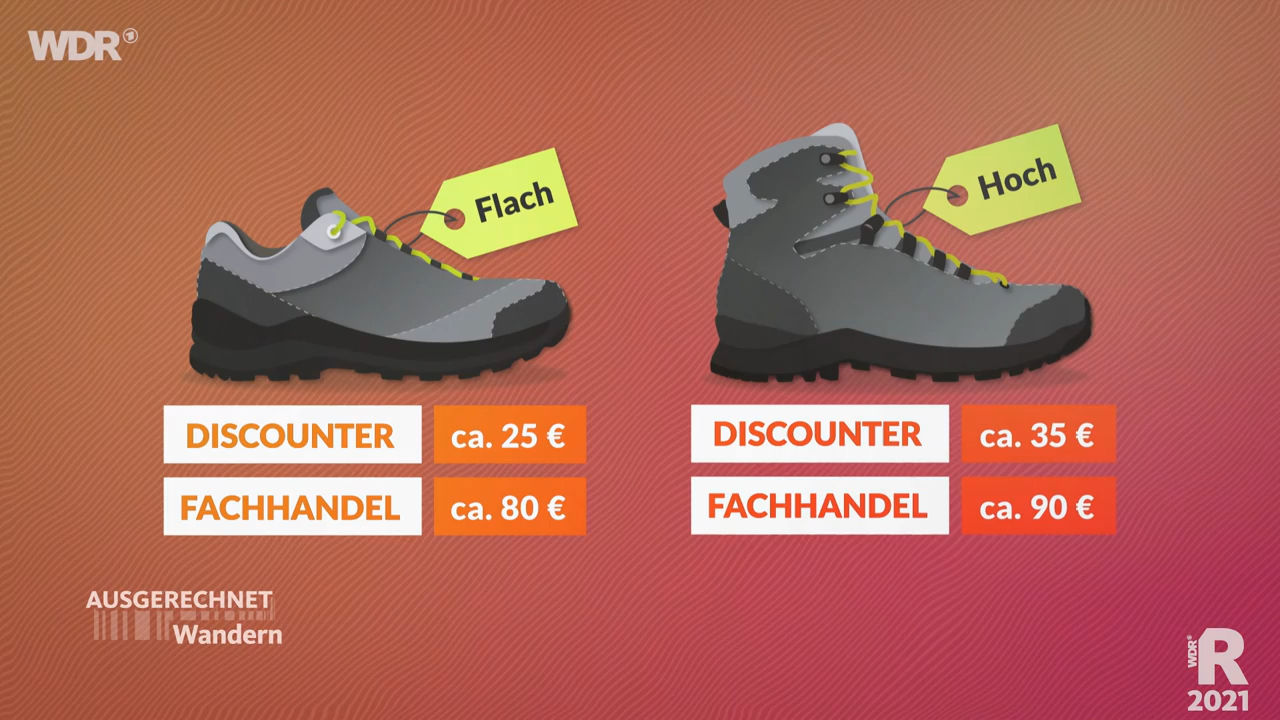 WDR
Flach
Hoch
DISCOUNTER ca. 25 €
FACHHANDEL ca. 80 €
DISCOUNTER ca. 35 €
FACHHANDEL ca. 90 €
AUSGERECHNET
Wandern
WDR R
2021